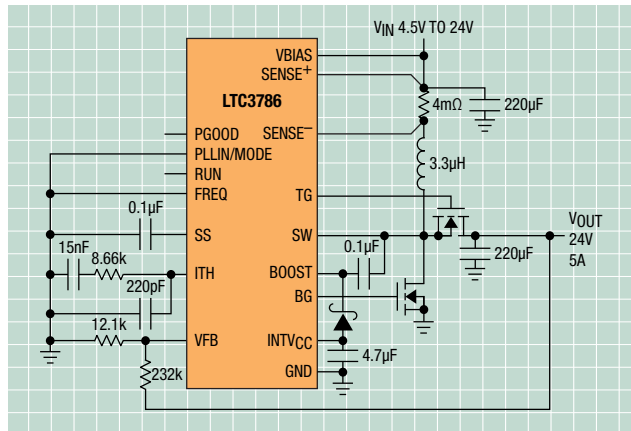 VIN 4.5V TO 24V
VBIAS
SENSE+
LTC3786
4mΩ
220µF
PGOOD
SENSE–
PLLIN/MODE
3.3µH
RUN
FREQ
TG
0.1µF
SS
SW
VOUT
24V
5A
15nF
8.66k
0.1µF
220µF
ITH
BOOST
220pF
BG
12.1k
VFB
INTVCC
4.7µF
232k
GND